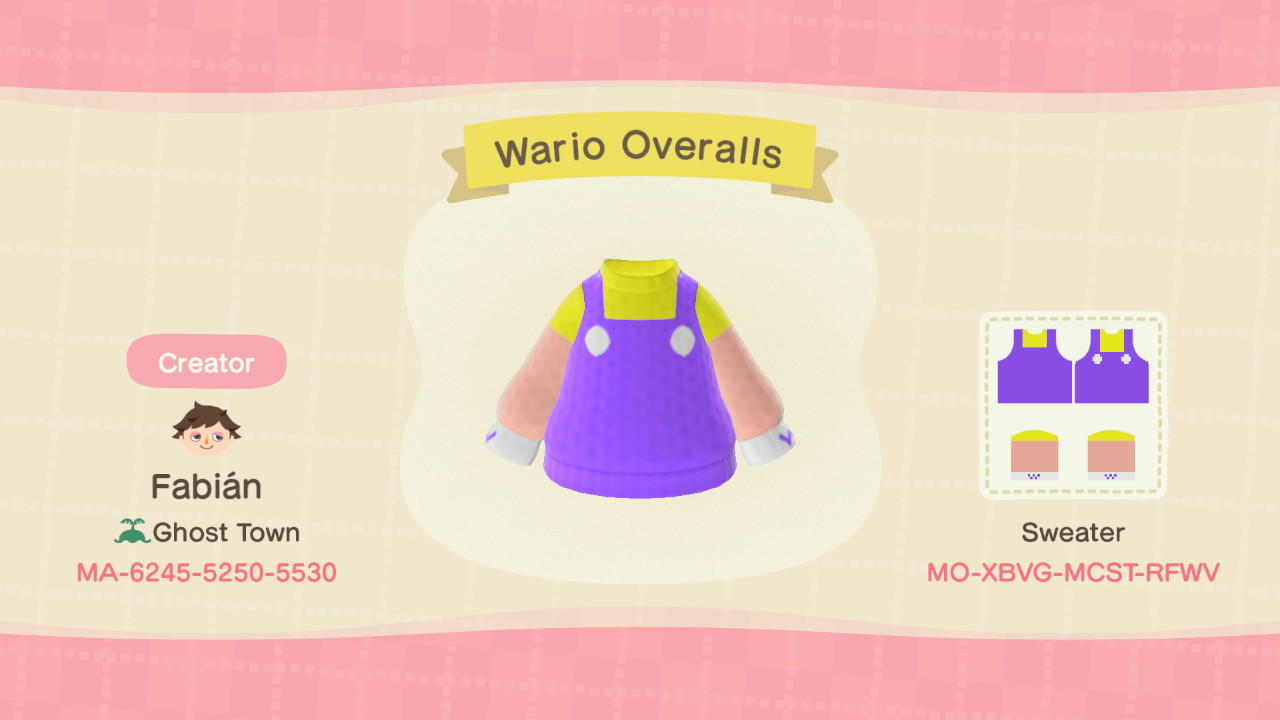 Wario Overalls
Creator
Fabián
Ghost Town
MA-6245-5250-5530
Sweater
MO-XBVG-MCST-RFWV